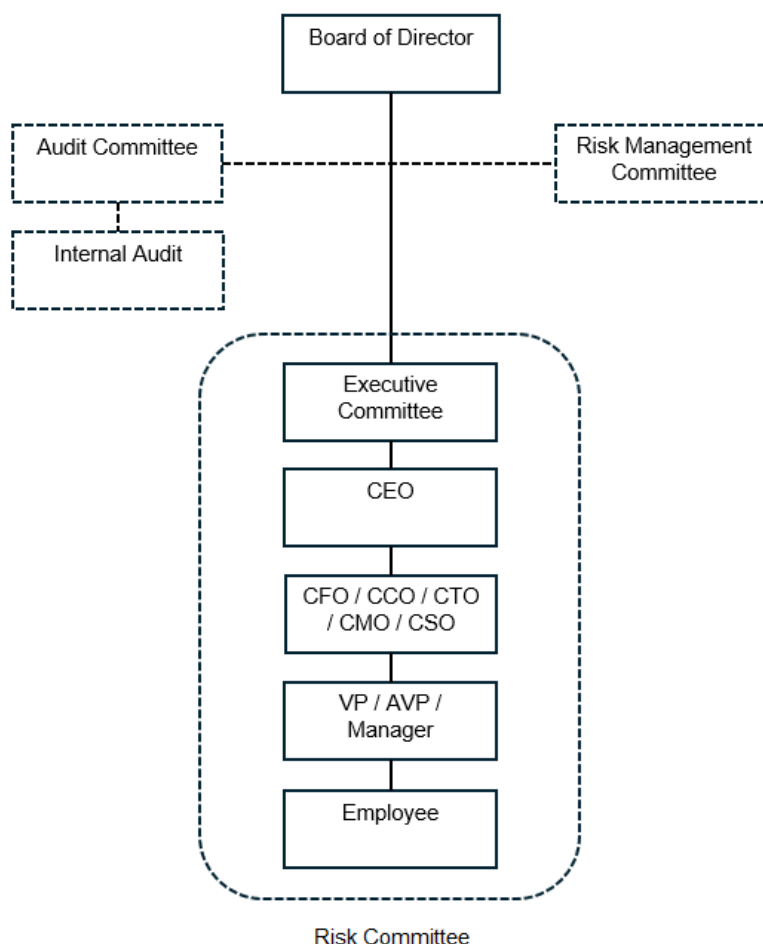 Board of Director
Audit Committee
Risk Management
Committee
Internal Audit
Executive
Committee
CEO
CFO / CCO / CTO
/ CMO / CSO
VP / AVP /
Manager
Employee
Risk Committee